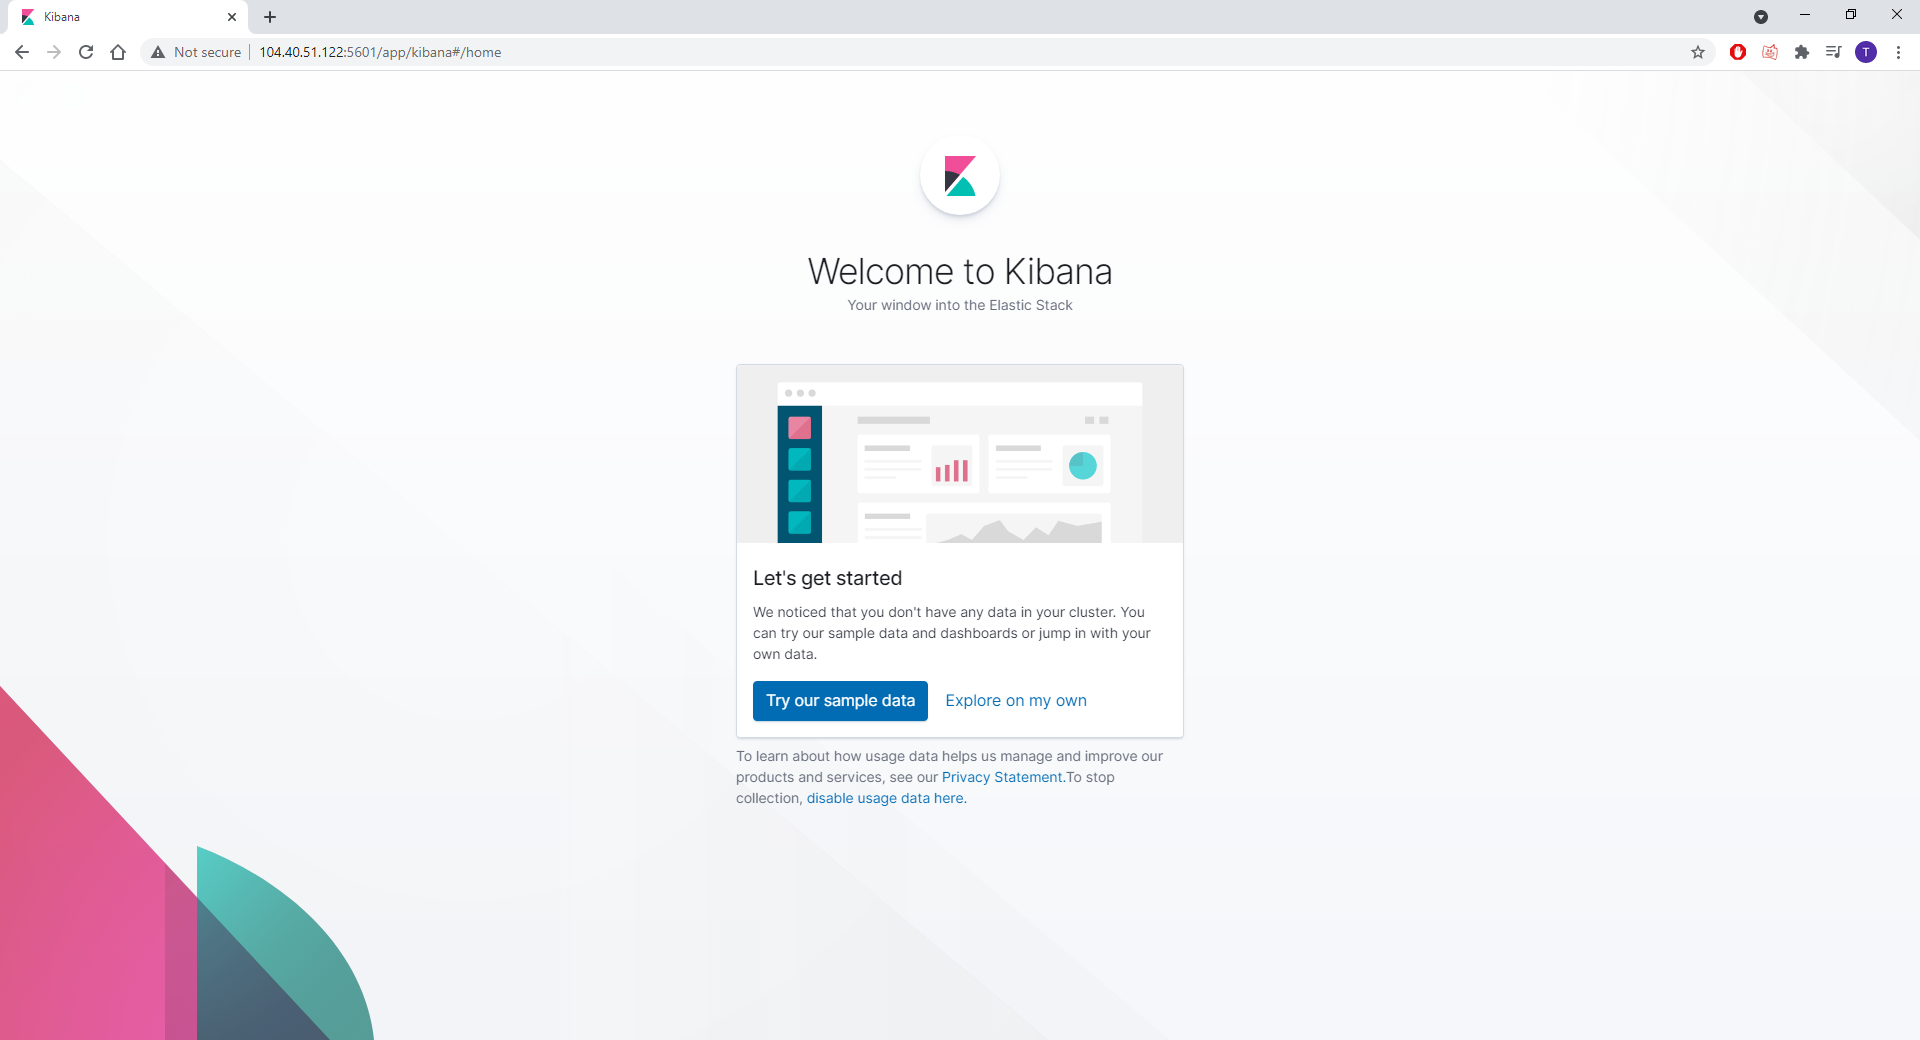 Kibana
Not secure
104.40.51.122:5601/app/kibana#/home
T
Welcome to Kibana
Your window into the Elastic Stack
Let's get started
We noticed that you don't have any data in your cluster. You
can try our sample data and dashboards or jump in with your
own data.
Try our sample data
Explore on my own
To learn about how usage data helps us manage and improve our
products and services, see our Privacy Statement.To stop
collection, disable usage data here.